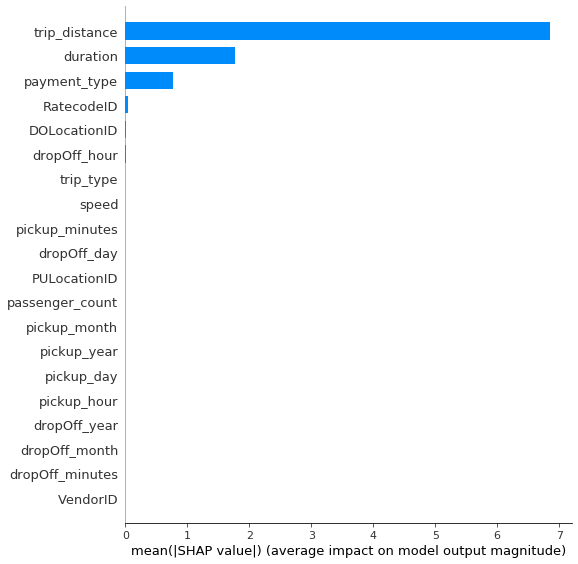 trip_distance
duration
payment_type
RatecodeID
DOLocationID
dropOff_hour
trip_type
speed
pickup_minutes
dropOff_day
PULocationID
passenger_count
pickup_month
pickup_year
pickup_day
pickup_hour
dropOff_year
dropOff_month
dropOff_minutes
VendorID
0 1 2 3 4 5 6 7
mean(|SHAP value|) (average impact on model output magnitude)